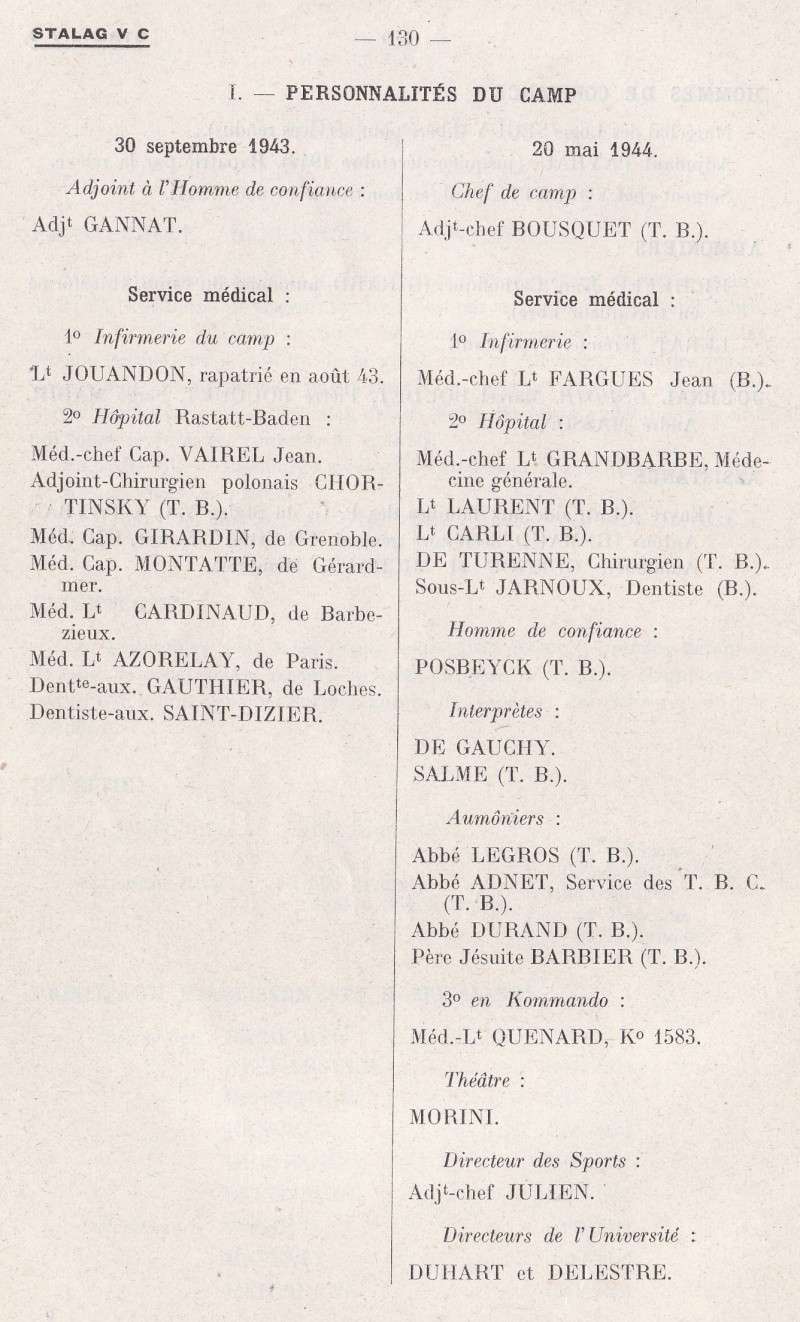 STALAG V C
— 130 —
I. — PERSONNALITÉS DU CAMP
30 septembre 1943.
Adjoint à l'Homme de confiance :
Adjt GANNAT.
Service médical :
1o Infirmerie du camp :
Lt JOUANDON, rapatrié en août 43.
2o Hôpital Rastatt-Baden :
Méd.-chef Cap. VAIREL Jean.
Adjoint-Chirurgien polonais CHOR-
TINSKY (T. B.).
Méd. Cap. GIRARDIN, de Grenoble.
Méd. Cap. MONTATTE, de Gérard-
mer.
Méd. Lt CARDINAUD, de Barbe-
zieux.
Méd. Lt AZORELAY, de Paris.
Dentte-aux. GAUTHIER, de Loches.
Dentiste-aux. SAINT-DIZIER.
20 mai 1944.
Chef de camp :
Adjt-chef BOUSQUET (T. B.).
Service médical :
1o Infirmerie :
Méd.-chef Lt FARGUES Jean (B.).
2o Hôpital :
Méd.-chef Lt GRANDBARBE, Méde-
cine générale.
Lt LAURENT (T. B.).
Lt CARLI (T. B.).
DE TURENNE, Chirurgien (T. B.).
Sous-Lt JARNOUX, Dentiste (B.).
Homme de confiance :
POSBEYCK (T. B.).
Interprètes :
DE GAUCHY.
SALME (T. B.).
Aumôniers :
Abbé LEGROS (T. B.).
Abbé ADNET, Service des T. B. C.
(T. B.).
Abbé DURAND (T. B.).
Père Jésuite BARBIER (T. B.).
3o en Kommando :
Méd.-Lt QUENARD, Ko 1583.
Théâtre :
MORINI.
Directeur des Sports :
Adjt-chef JULIEN.
Directeurs de l'Université :
DUHART et DELESTRE.